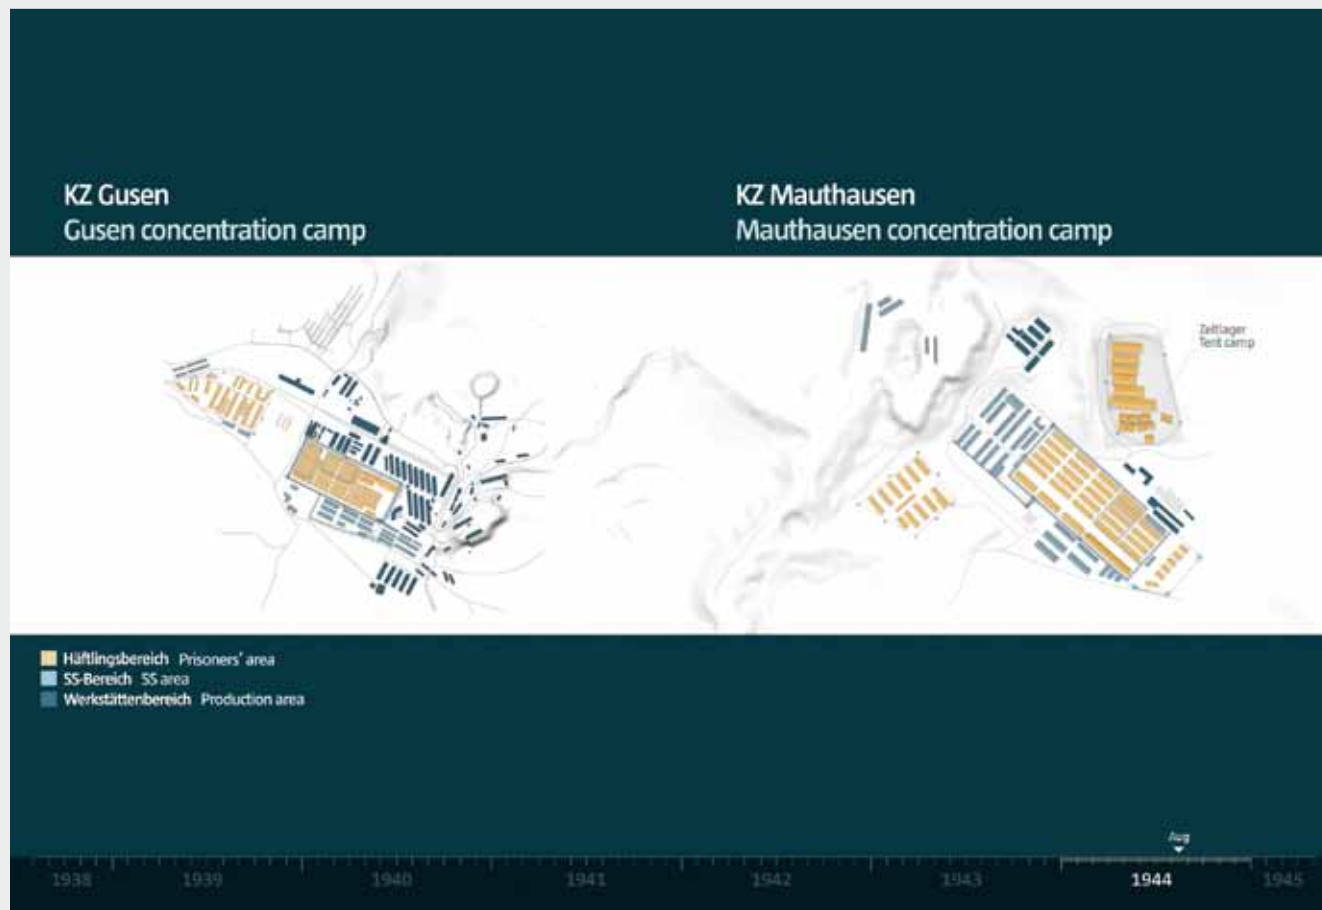 KZ Gusen
Gusen concentration camp
KZ Mauthausen
Mauthausen concentration camp
Zeltlager
Tent camp
Häftlingsbereich Prisoners' area
SS-Bereich SS area
Werkstättenbereich Production area
Aug
1938 1939 1940 1941 1942 1943 1944 1945